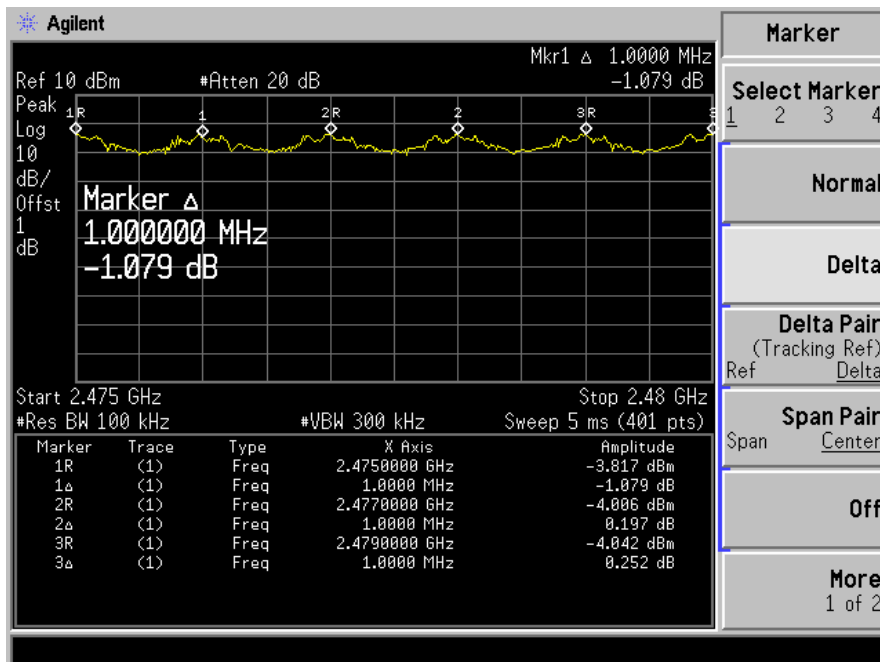 Agilent
Marker
Mkr1 Δ 1.0000 MHz
Ref 10 dBm #Atten 20 dB -1.079 dB
Peak
Log
10
dB/
Offst
1
dB
1R 1 2R 2 3R 3
Marker Δ
1.000000 MHz
-1.079 dB
Start 2.475 GHz Stop 2.48 GHz
#Res BW 100 kHz #VBW 300 kHz Sweep 5 ms (401 pts)
Marker Trace Type X Axis Amplitude
1R (1) Freq 2.4750000 GHz -3.817 dBm
1Δ (1) Freq 1.0000 MHz -1.079 dB
2R (1) Freq 2.4770000 GHz -4.006 dBm
2Δ (1) Freq 1.0000 MHz 0.197 dB
3R (1) Freq 2.4790000 GHz -4.042 dBm
3Δ (1) Freq 1.0000 MHz 0.252 dB
Select Marker
1 2 3 4
Normal
Delta
Delta Pair
(Tracking Ref)
Ref Delta
Span Pair
Span Center
Off
More
1 of 2